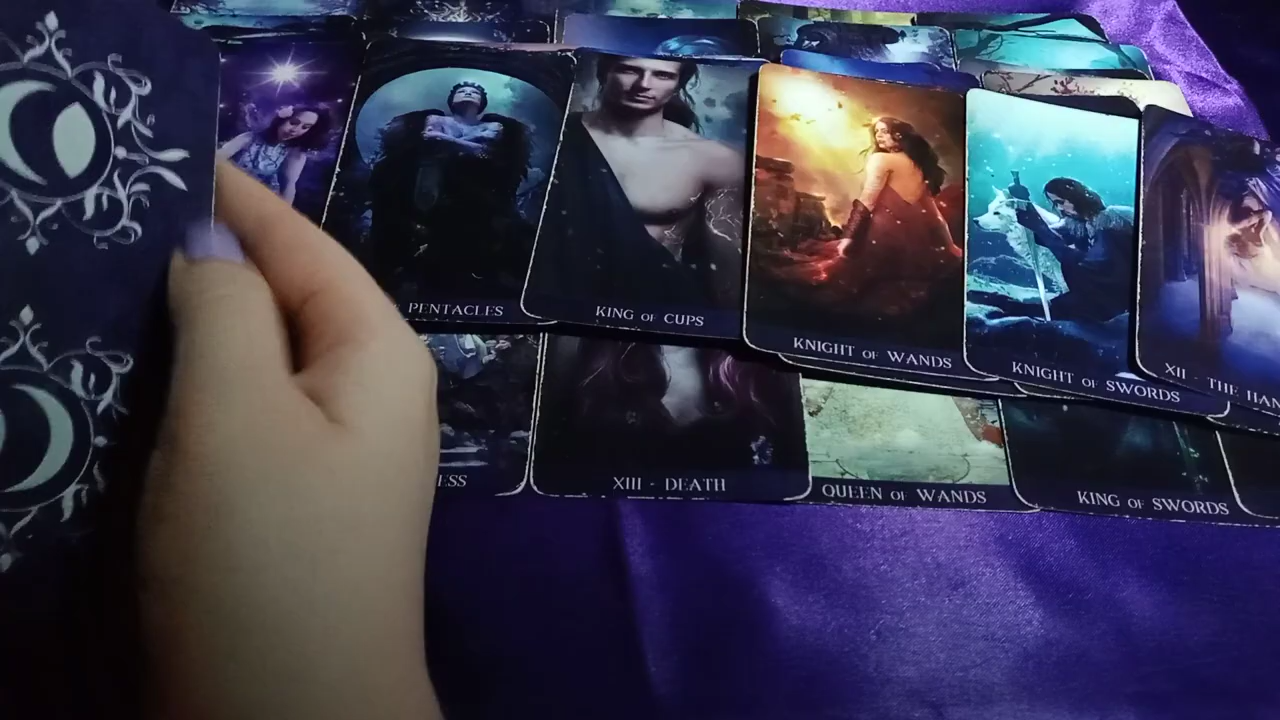 PENTACLES
KING OF CUPS
KNIGHT OF WANDS
KNIGHT OF SWORDS
XII - THE HAN
ESS
XIII - DEATH
QUEEN OF WANDS
KING OF SWORDS